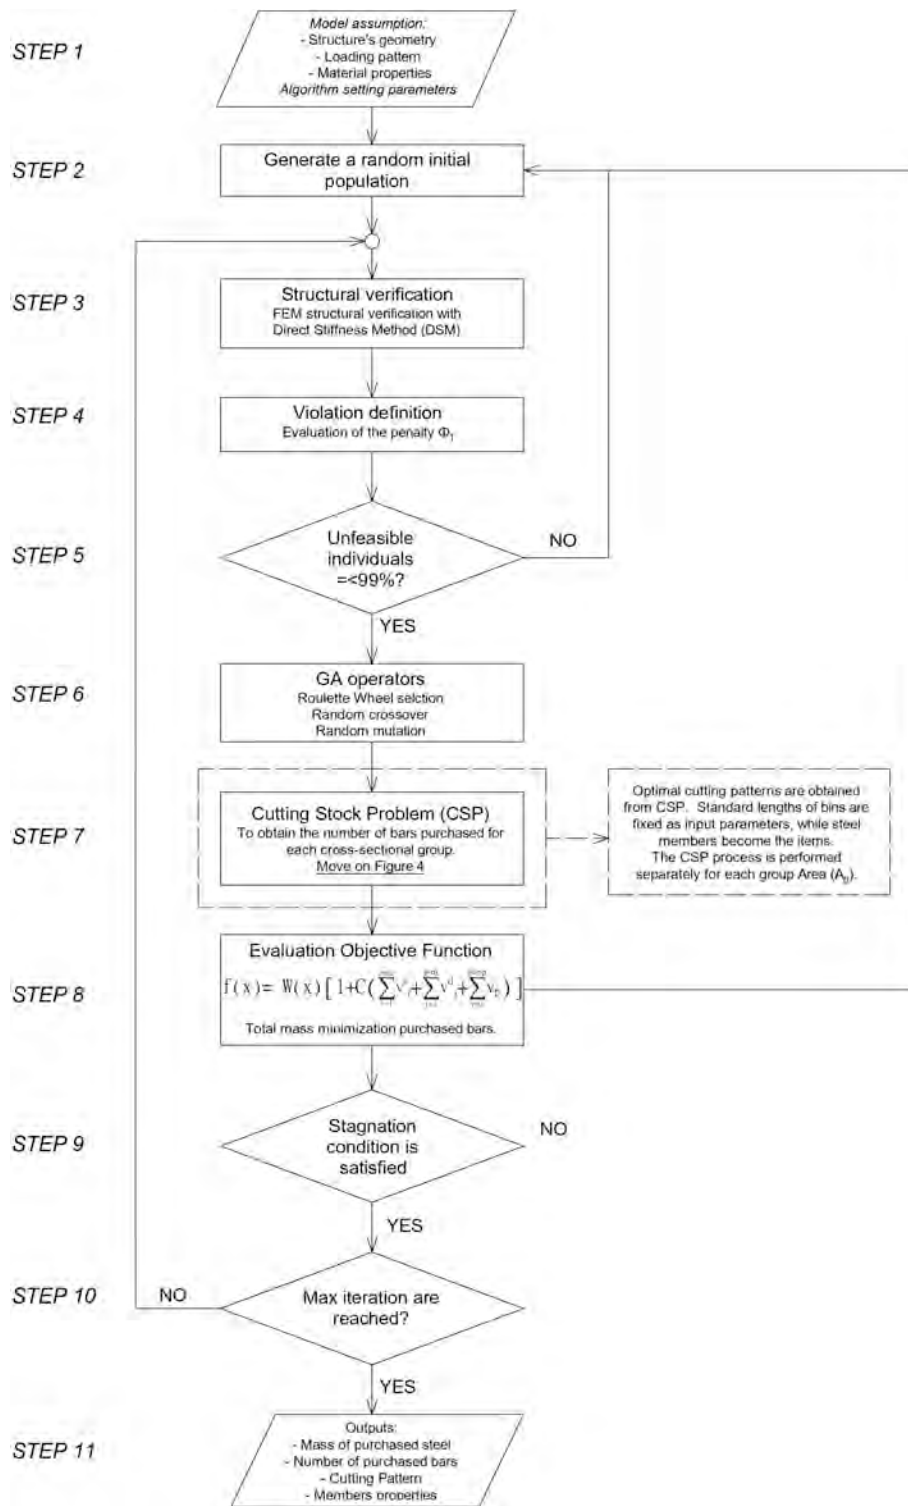 STEP 1
Model assumption:
- Structure's geometry
- Loading pattern
- Material properties
Algorithm setting parameters
STEP 2
Generate a random initial
population
STEP 3
Structural verification
FEM structural verification with
Direct Stiffness Method (DSM)
STEP 4
Violation definition
Evaluation of the penalty Φ
STEP 5
Unfeasible
individuals
=<99%?
NO
YES
STEP 6
GA operators
Roulette Wheel selction
Random crossover
Random mutation
STEP 7
Cutting Stock Problem (CSP)
To obtain the number of bars purchased for
each cross-sectional group.
Move on Figure 4
Optimal cutting patterns are obtained
from CSP. Standard lengths of bins are
fixed as input parameters, while steel
members become the items.
The CSP process is performed
separately for each group Area
STEP 8
Evaluation Objective Function
f(x)= W(x)[1+C(
Total mass minimization purchased bars.
STEP 9
Stagnation
condition is
satisfied
NO
YES
STEP 10
NO
Max iteration are
reached?
YES
STEP 11
Outputs:
- Mass of purchased steel
- Number of purchased bars
- Cutting Pattern
- Members properties